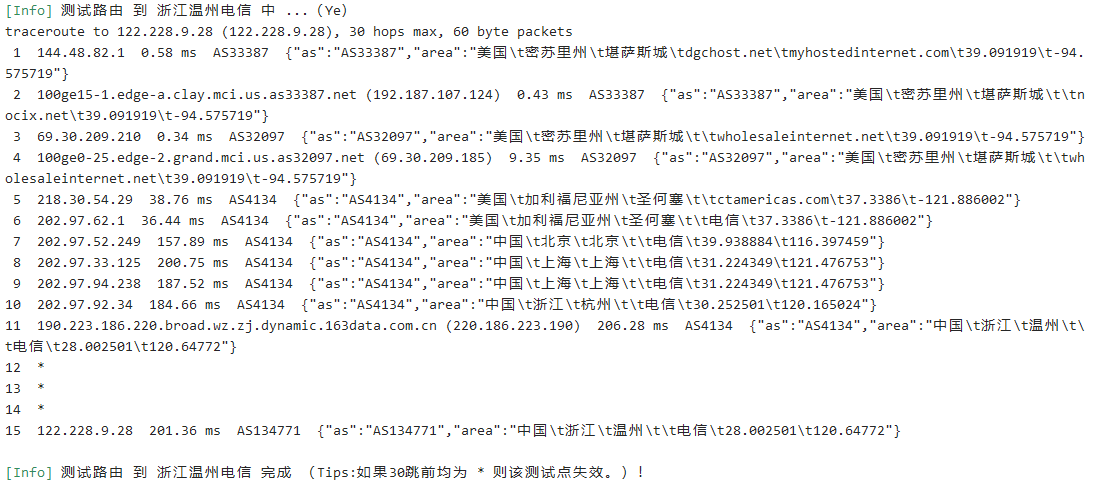 [Info] 测试路由 到 浙江温州电信 中 ...（Ye）
traceroute to 122.228.9.28 (122.228.9.28), 30 hops max, 60 byte packets
1  144.48.82.1  0.58 ms  AS33387  {"as":"AS33387","area":"美国\t密苏里州\t堪萨斯城\tdgchost.net\tmyhostedinternet.com\t39.091919\t-94.
575719"}
2  100ge15-1.edge-a.clay.mci.us.as33387.net (192.187.107.124)  0.43 ms  AS33387  {"as":"AS33387","area":"美国\t密苏里州\t堪萨斯城\t\tn
ocix.net\t39.091919\t-94.575719"}
3  69.30.209.210  0.34 ms  AS32097  {"as":"AS32097","area":"美国\t密苏里州\t堪萨斯城\t\twholesaleinternet.net\t39.091919\t-94.575719"}
4  100ge0-25.edge-2.grand.mci.us.as32097.net (69.30.209.185)  9.35 ms  AS32097  {"as":"AS32097","area":"美国\t密苏里州\t堪萨斯城\t\twh
olesaleinternet.net\t39.091919\t-94.575719"}
5  218.30.54.29  38.76 ms  AS4134  {"as":"AS4134","area":"美国\t加利福尼亚州\t圣何塞\t\tctamericas.com\t37.3386\t-121.886002"}
6  202.97.62.1  36.44 ms  AS4134  {"as":"AS4134","area":"美国\t加利福尼亚州\t圣何塞\t\t电信\t37.3386\t-121.886002"}
7  202.97.52.249  157.89 ms  AS4134  {"as":"AS4134","area":"中国\t北京\t北京\t\t电信\t39.938884\t116.397459"}
8  202.97.33.125  200.75 ms  AS4134  {"as":"AS4134","area":"中国\t上海\t上海\t\t电信\t31.224349\t121.476753"}
9  202.97.94.238  187.52 ms  AS4134  {"as":"AS4134","area":"中国\t上海\t上海\t\t电信\t31.224349\t121.476753"}
10  202.97.92.34  184.66 ms  AS4134  {"as":"AS4134","area":"中国\t浙江\t杭州\t\t电信\t30.252501\t120.165024"}
11  190.223.186.220.broad.wz.zj.dynamic.163data.com.cn (220.186.223.190)  206.28 ms  AS4134  {"as":"AS4134","area":"中国\t浙江\t温州\t\
t电信\t28.002501\t120.64772"}
12  *
13  *
14  *
15  122.228.9.28  201.36 ms  AS134771  {"as":"AS134771","area":"中国\t浙江\t温州\t\t电信\t28.002501\t120.64772"}
[Info] 测试路由 到 浙江温州电信 完成 （Tips:如果30跳前均为 * 则该测试点失效。）！